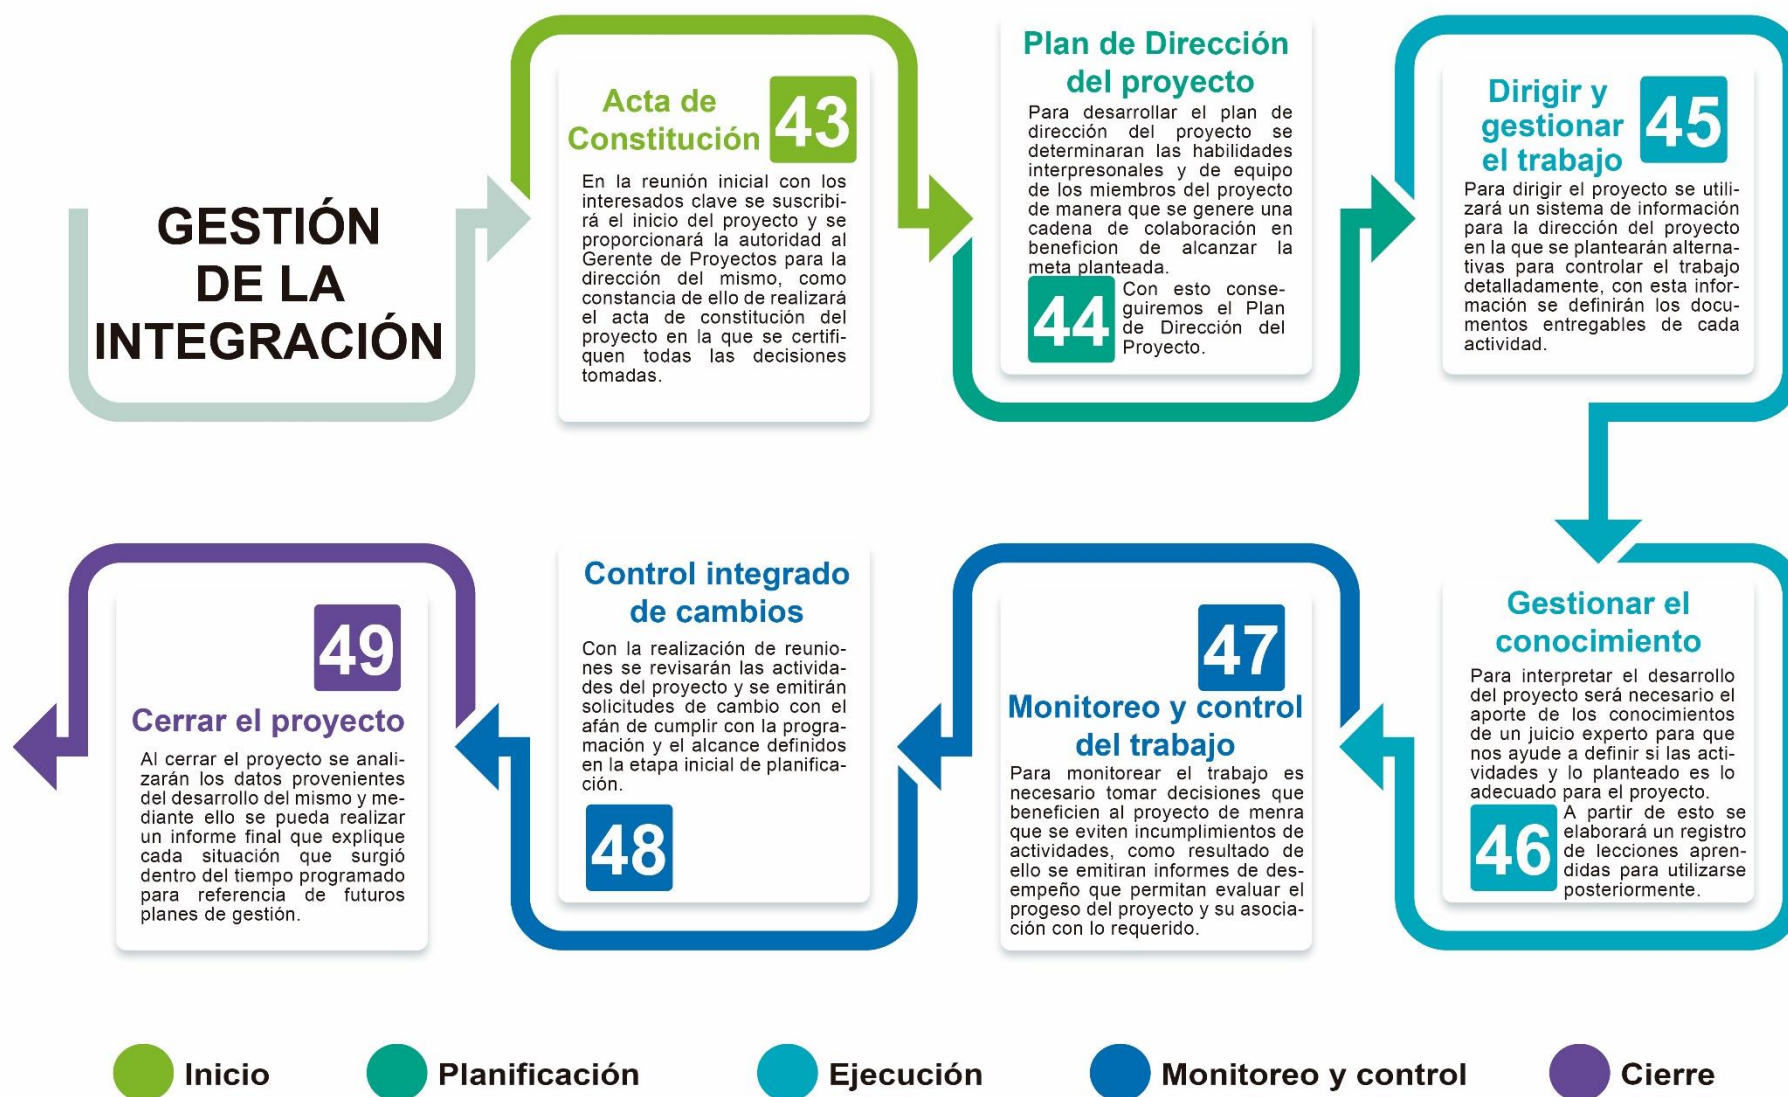 GESTIÓN
DE LA
INTEGRACIÓN
Acta de
Constitución
43
En la reunión inicial con los
interesados clave se suscribi-
rá el inicio del proyecto y se
proporcionará la autoridad al
Gerente de Proyectos para la
dirección del mismo, como
constancia de ello de realizará
el acta de constitución del
proyecto en la que se certifi-
quen todas las decisiones
tomadas.
Plan de Dirección
del proyecto
Para desarrollar el plan de
dirección del proyecto se
determinaran las habilidades
interpresonales y de equipo
de los miembros del proyecto
de manera que se genere una
cadena de colaboración en
beneficion de alcanzar la
meta planteada.
44
Con esto conse-
guiremos el Plan
de Dirección del
Proyecto.
Dirigir y
gestionar
el trabajo
45
Para dirigir el proyecto se utili-
zará un sistema de información
para la dirección del proyecto
en la que se plantearán alterna-
tivas para controlar el trabajo
detalladamente, con esta infor-
mación se definirán los docu-
mentos entregables de cada
actividad.
Gestionar el
conocimiento
Para interpretar el desarrollo
del proyecto será necesario el
aporte de los conocimientos
de un juicio experto para que
nos ayude a definir si las acti-
vidades y lo planteado es lo
adecuado para el proyecto.
46
A partir de esto se
elaborará un registro
de lecciones apren-
didas para utilizarse
posteriormente.
47
Monitoreo y control
del trabajo
Para monitorear el trabajo es
necesario tomar decisiones que
beneficien al proyecto de menra
que se eviten incumplimientos de
actividades, como resultado de
ello se emitiran informes de des-
empeño que permitan evaluar el
progeso del proyecto y su asocia-
ción con lo requerido.
Control integrado
de cambios
Con la realización de reunio-
nes se revisarán las activida-
des del proyecto y se emitirán
solicitudes de cambio con el
afán de cumplir con la progra-
mación y el alcance definidos
en la etapa inicial de planifica-
ción.
48
49
Cerrar el proyecto
Al cerrar el proyecto se anali-
zarán los datos provenientes
del desarrollo del mismo y me-
diante ello se pueda realizar
un informe final que explique
cada situación que surgió
dentro del tiempo programado
para referencia de futuros
planes de gestión.
Inicio
Planificación
Ejecución
Monitoreo y control
Cierre